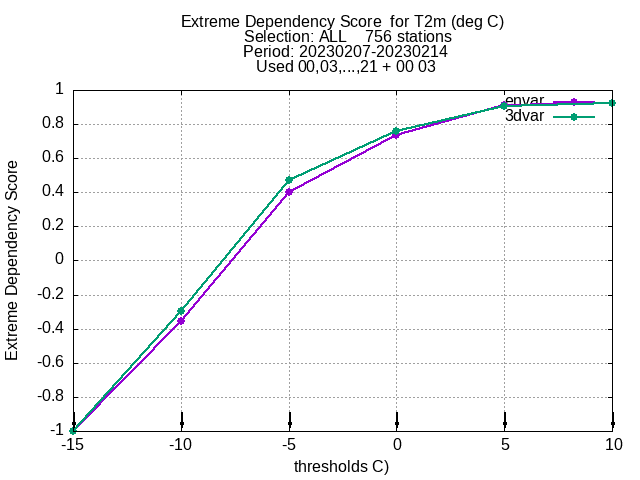 Extreme Dependency Score  for T2m (deg C)
Selection: ALL    756 stations
Period: 20230207-20230214
Used 00,03,...,21 + 00 03
Extreme Dependency Score
1
0.8
0.6
0.4
0.2
0
-0.2
-0.4
-0.6
-0.8
-1
envar
3dvar
-15 -10 -5 0 5 10
thresholds C)